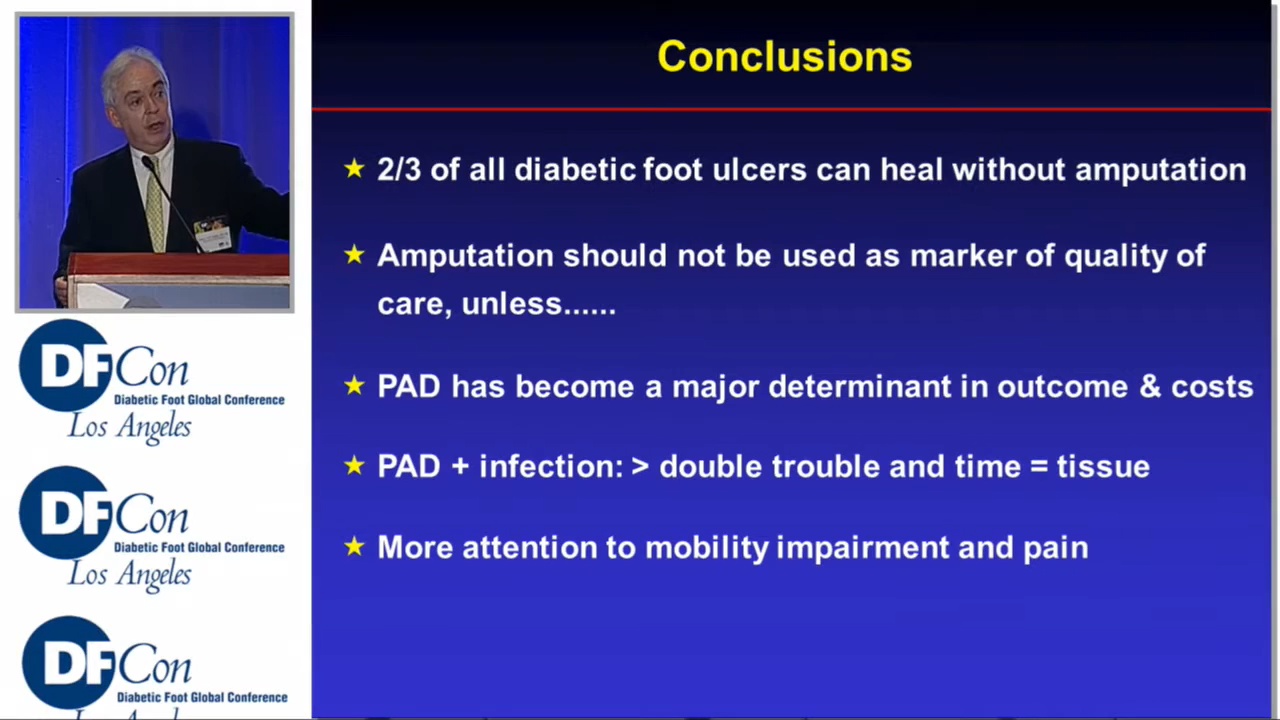 Conclusions
★ 2/3 of all diabetic foot ulcers can heal without amputation
★ Amputation should not be used as marker of quality of
care, unless......
★ PAD has become a major determinant in outcome & costs
★ PAD + infection: > double trouble and time = tissue
★ More attention to mobility impairment and pain
DFCon
Diabetic Foot Global Conference
Los Angeles
DFCon
Diabetic Foot Global Conference
Los Angeles
DFCon
Diabetic Foot Global Conference